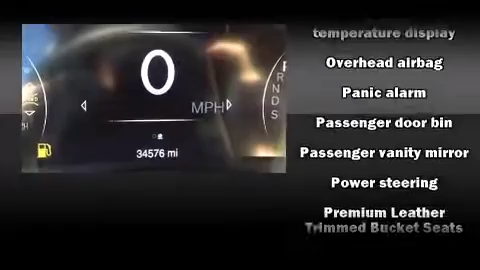 0
MPH
34576 mi
R
N
D
S
temperature display
Overhead airbag
Panic alarm
Passenger door bin
Passenger vanity mirror
Power steering
Premium Leather
Trimmed Bucket Seats